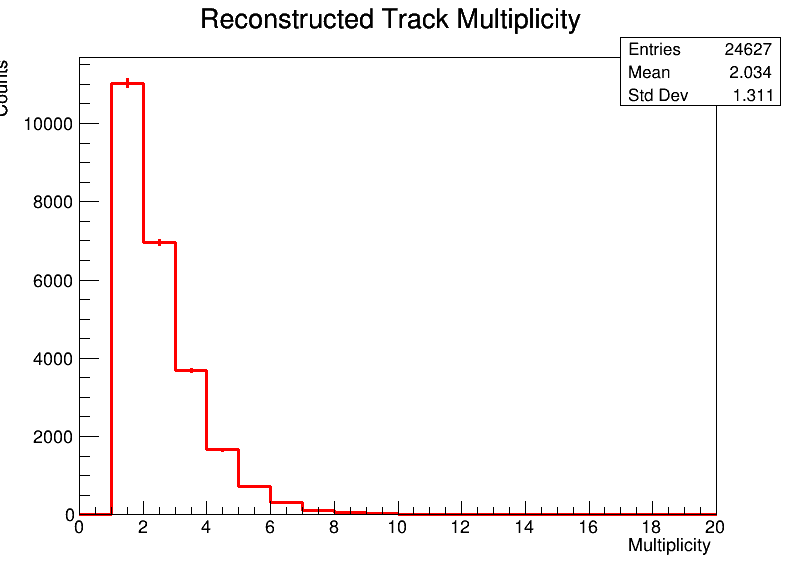 Reconstructed Track Multiplicity
Entries 24627
Mean 2.034
Std Dev 1.311
Counts
10000
8000
6000
4000
2000
0
0 2 4 6 8 10 12 14 16 18 20
Multiplicity